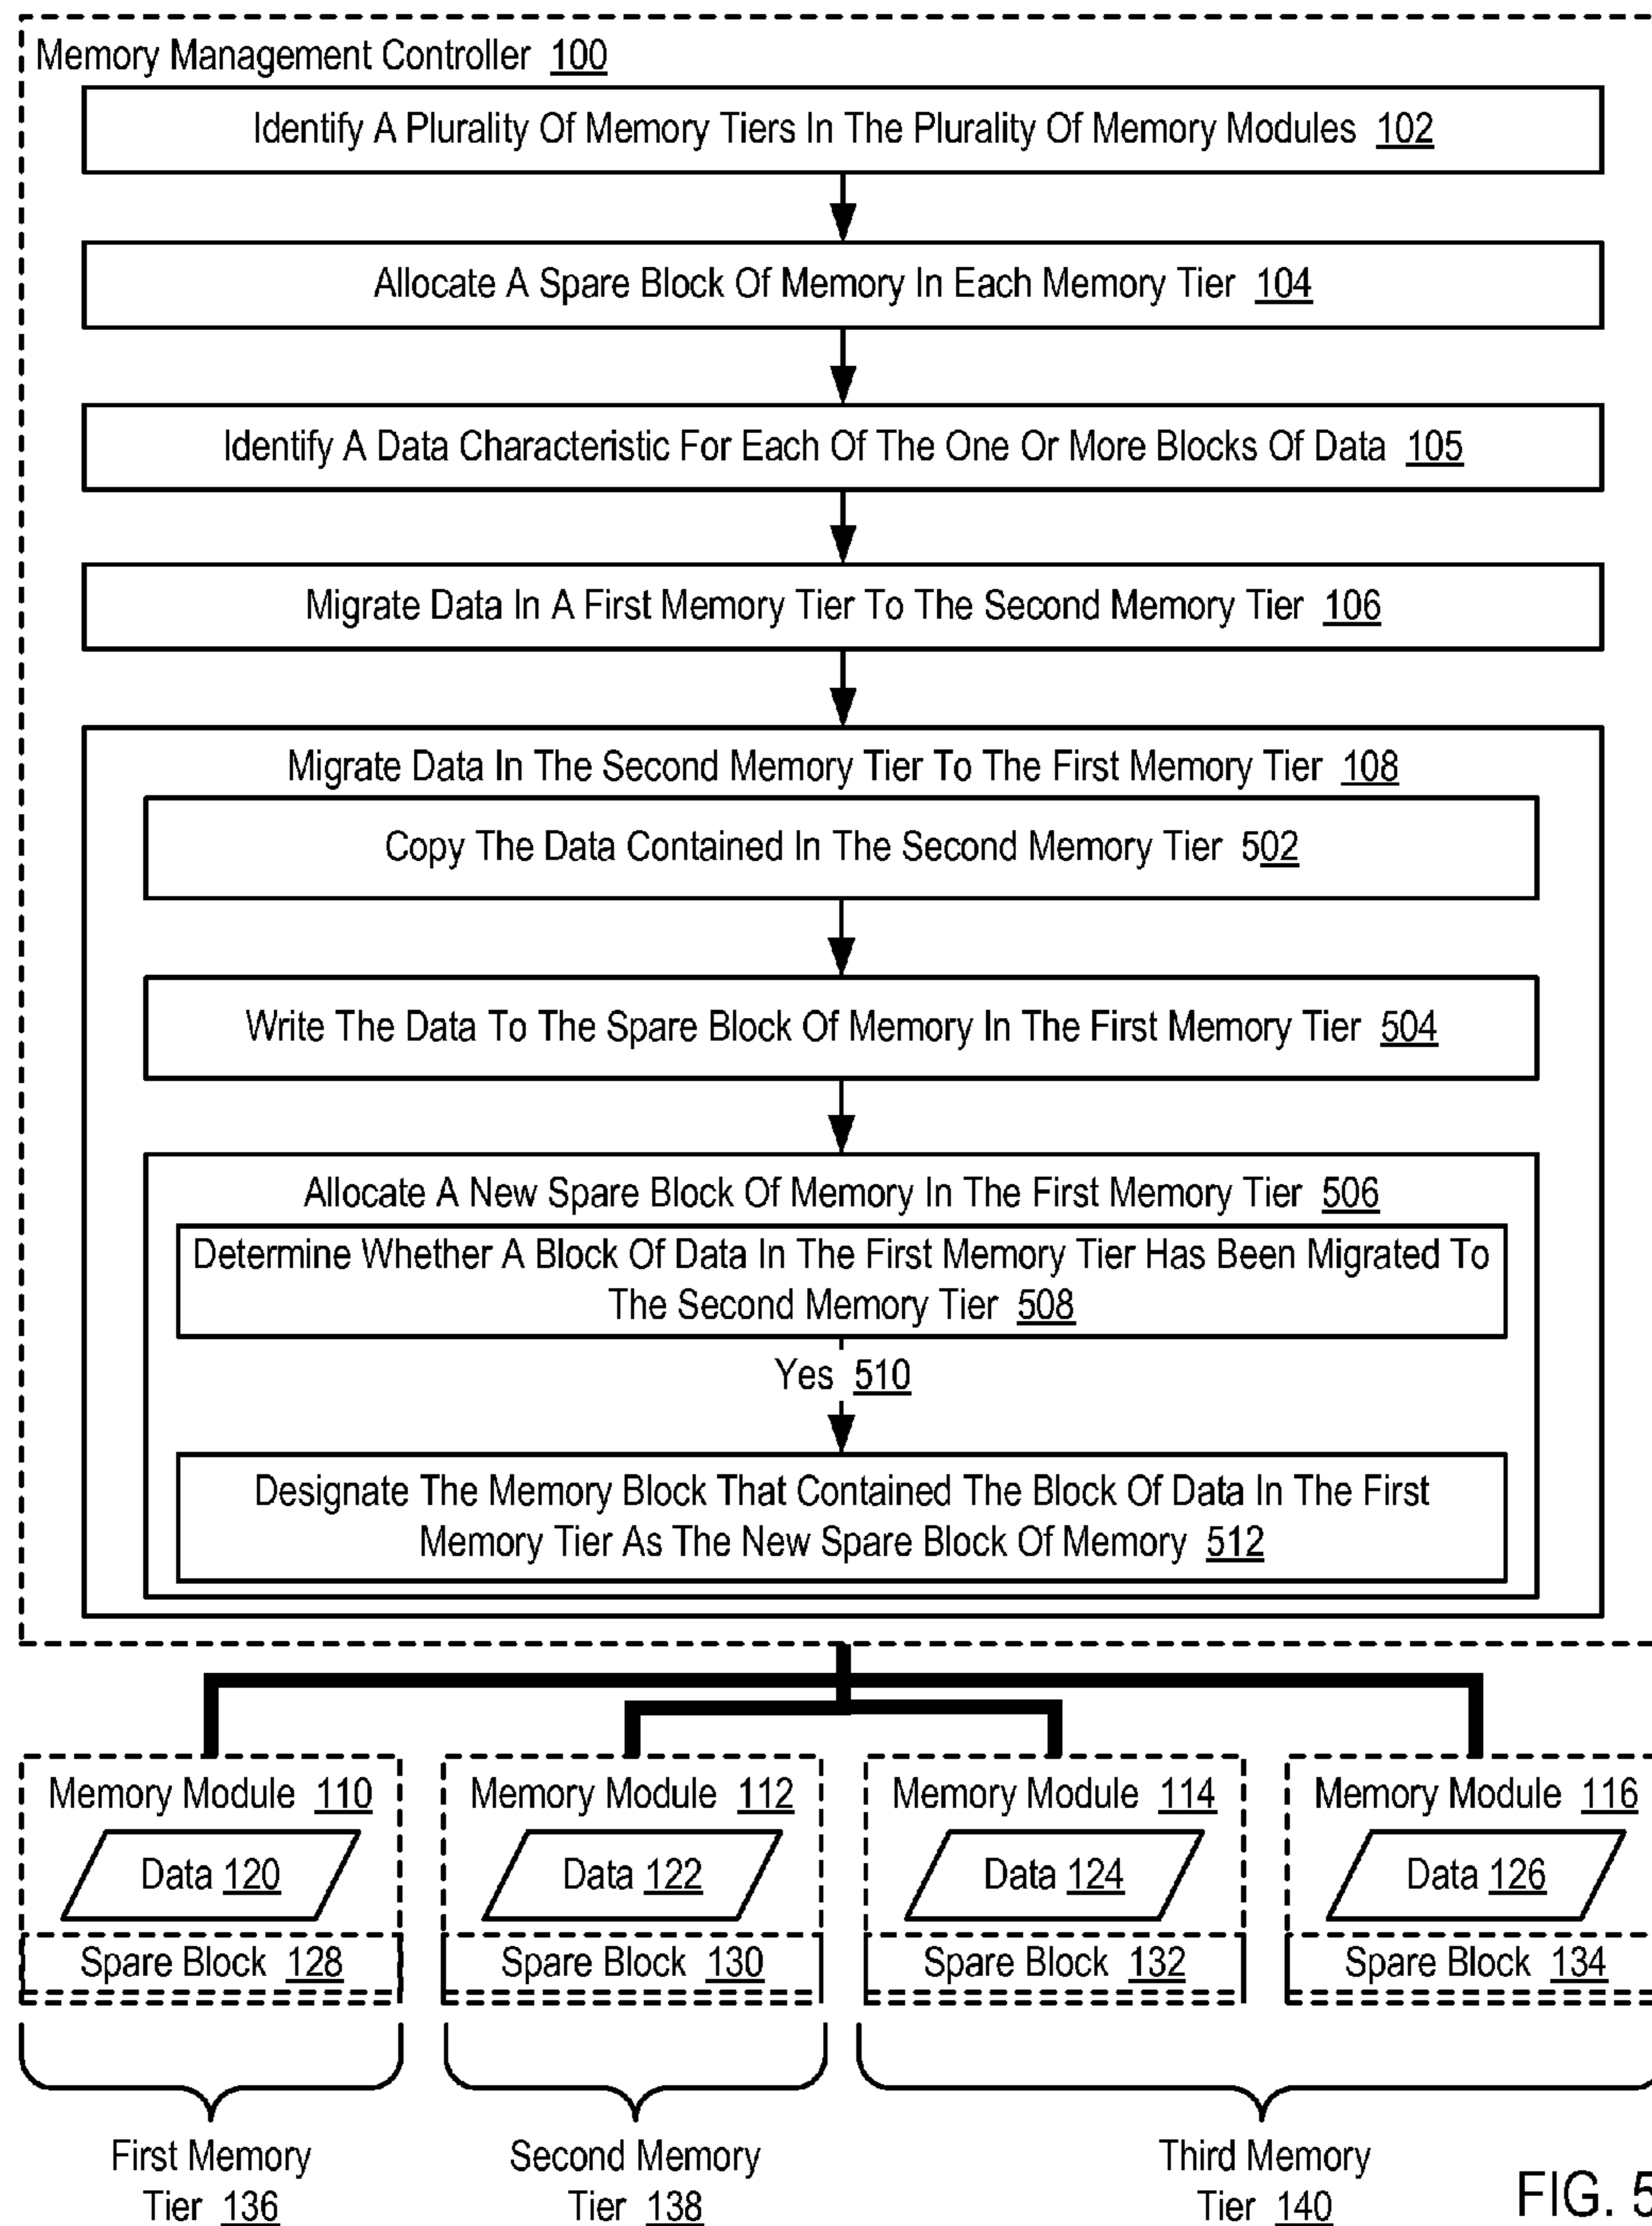 Memory Management Controller 100
Identify A Plurality Of Memory Tiers In The Plurality Of Memory Modules 102
Allocate A Spare Block Of Memory In Each Memory Tier 104
Identify A Data Characteristic For Each Of The One Or More Blocks Of Data 105
Migrate Data In A First Memory Tier To The Second Memory Tier 106
Migrate Data In The Second Memory Tier To The First Memory Tier 108
Copy The Data Contained In The Second Memory Tier 502
Write The Data To The Spare Block Of Memory In The First Memory Tier 504
Allocate A New Spare Block Of Memory In The First Memory Tier 506
Determine Whether A Block Of Data In The First Memory Tier Has Been Migrated To
The Second Memory Tier 508
Yes 510
Designate The Memory Block That Contained The Block Of Data In The First
Memory Tier As The New Spare Block Of Memory 512
Memory Module 110
Data 120
Spare Block 128
Memory Module 112
Data 122
Spare Block 130
Memory Module 114
Data 124
Spare Block 132
Memory Module 116
Data 126
Spare Block 134
First Memory
Tier 136
Second Memory
Tier 138
Third Memory
Tier 140
FIG. 5